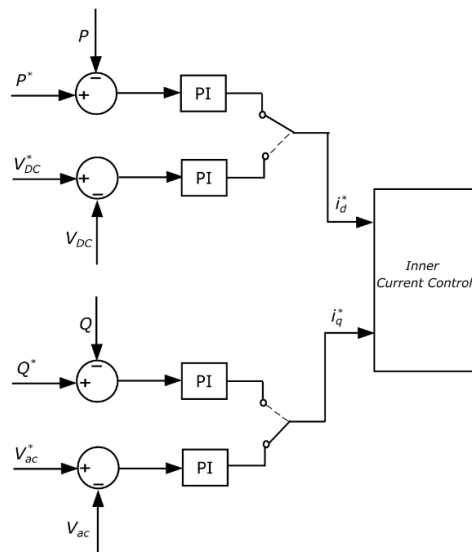 P
P*
PI
V*DC
PI
VDC
i*d
Inner
Current Control
i*q
Q
Q*
PI
V*ac
PI
Vac